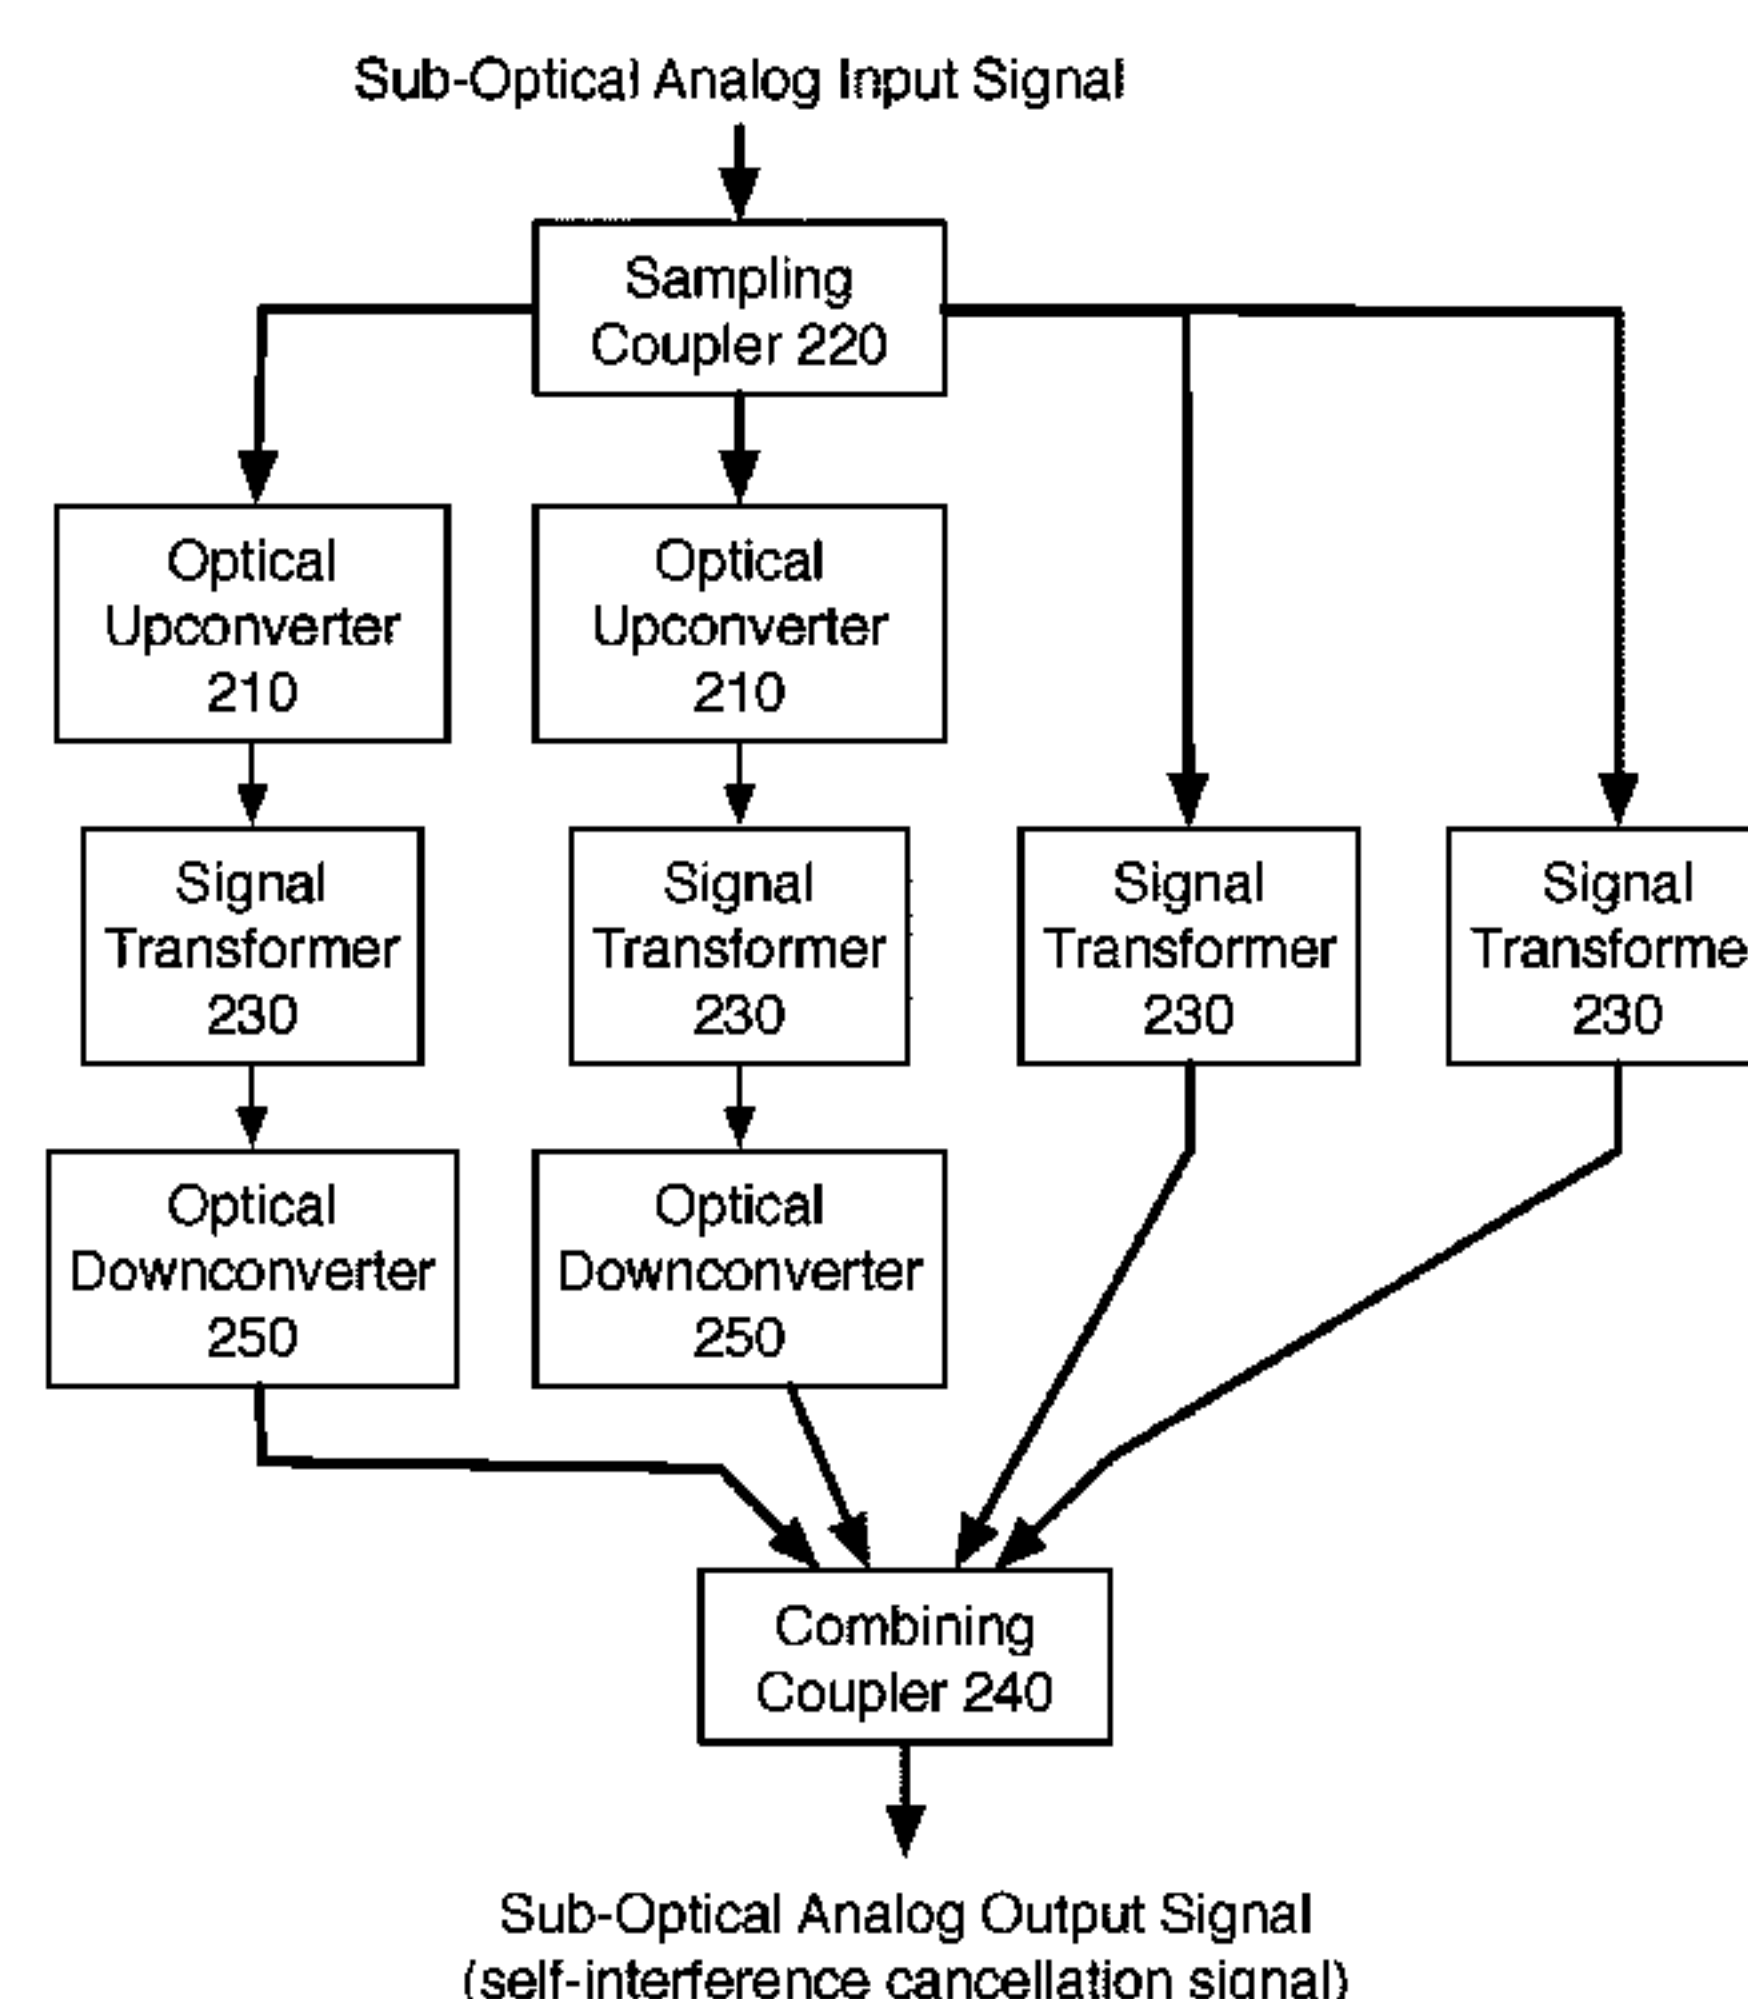 Sub-Optical Analog Input Signal
Sampling
Coupler 220
Optical
Upconverter
210
Optical
Upconverter
210
Signal
Transformer
230
Signal
Transformer
230
Signal
Transformer
230
Signal
Transforme
230
Optical
Downconverter
250
Optical
Downconverter
250
Combining
Coupler 240
Sub-Optical Analog Output Signal
(self-interference cancellation signal)